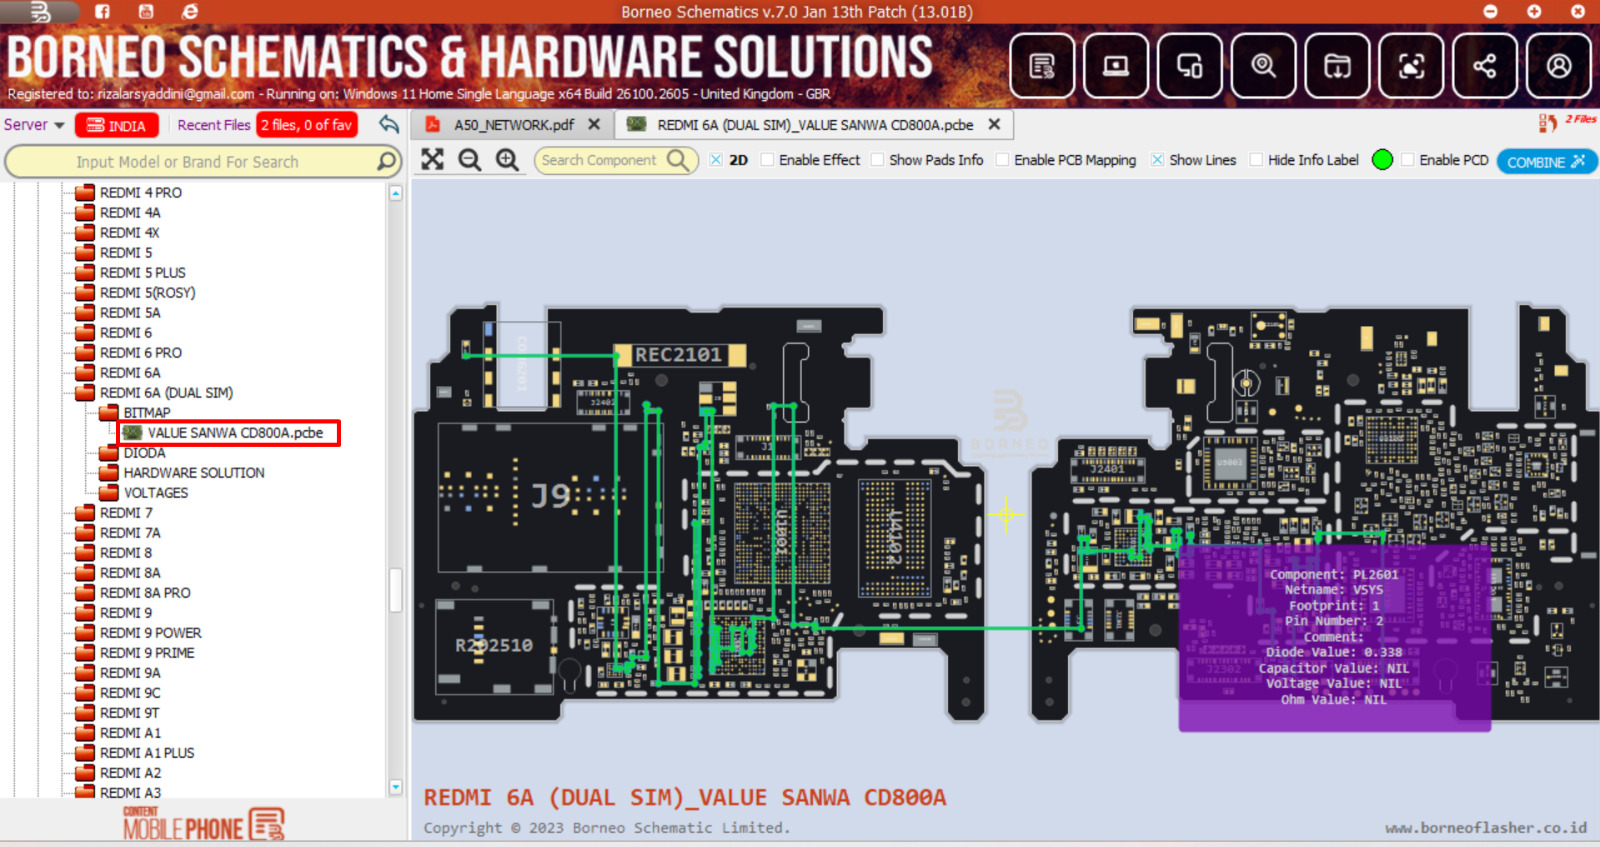 Borneo Schematics v.7.0 Jan 13th Patch (13.01B)
BORNEO SCHEMATICS & HARDWARE SOLUTIONS
Registered to: rizalarsyaddini@gmail.com - Running on: Windows 11 Home Single Language x64 Build 26100.2605 - United Kingdom - GBR
Server
INDIA
Recent Files
2 files, 0 of fav
A50_NETWORK.pdf
REDMI 6A (DUAL SIM)_VALUE SANWA CD800A.pcbe
2 Files
Input Model or Brand For Search
Search Component
2D
Enable Effect
Show Pads Info
Enable PCB Mapping
Show Lines
Hide Info Label
Enable PCD
COMBINE
REDMI 4 PRO
REDMI 4A
REDMI 4X
REDMI 5
REDMI 5 PLUS
REDMI 5(ROSY)
REDMI 5A
REDMI 6
REDMI 6 PRO
REDMI 6A
REDMI 6A (DUAL SIM)
BITMAP
VALUE SANWA CD800A.pcbe
DIODA
HARDWARE SOLUTION
VOLTAGES
REDMI 7
REDMI 7A
REDMI 8
REDMI 8A
REDMI 8A PRO
REDMI 9
REDMI 9 POWER
REDMI 9 PRIME
REDMI 9A
REDMI 9C
REDMI 9T
REDMI A1
REDMI A1 PLUS
REDMI A2
REDMI A3
CONTENT
MOBILE PHONE
REC2101
J2402
J9
U4102
R202510
BORNEO
J2401
U5003
Component: PL2601
Netname: VSYS
Footprint: 1
Pin Number: 2
Comment:
Diode Value: 0.338
Capacitor Value: NIL
Voltage Value: NIL
Ohm Value: NIL
J2302
REDMI 6A (DUAL SIM)_VALUE SANWA CD800A
Copyright © 2023 Borneo Schematic Limited.
www.borneoflasher.co.id